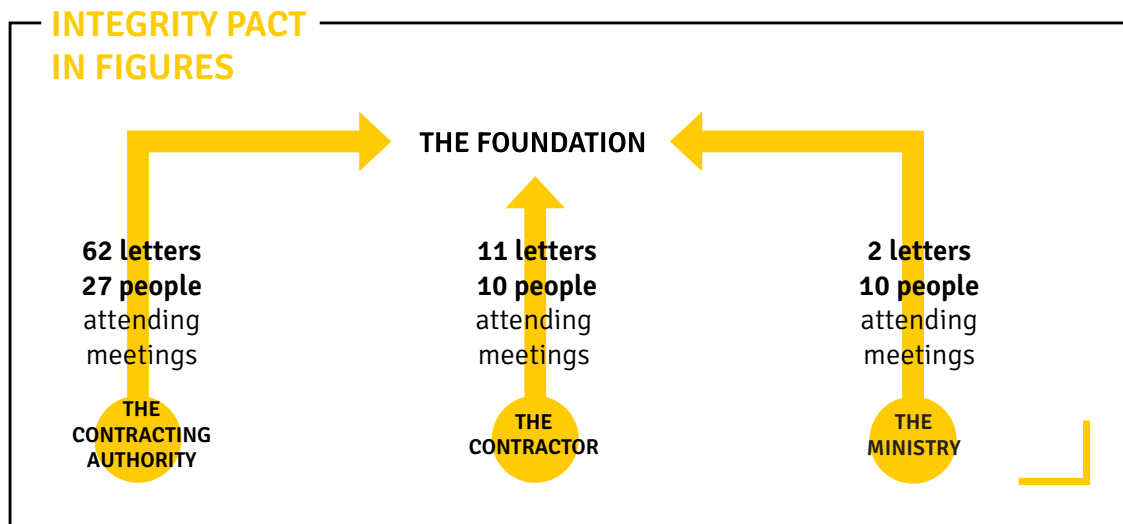 INTEGRITY PACT
IN FIGURES
THE FOUNDATION
62 letters
27 people
attending
meetings
11 letters
10 people
attending
meetings
2 letters
10 people
attending
meetings
THE
CONTRACTING
AUTHORITY
THE
CONTRACTOR
THE
MINISTRY